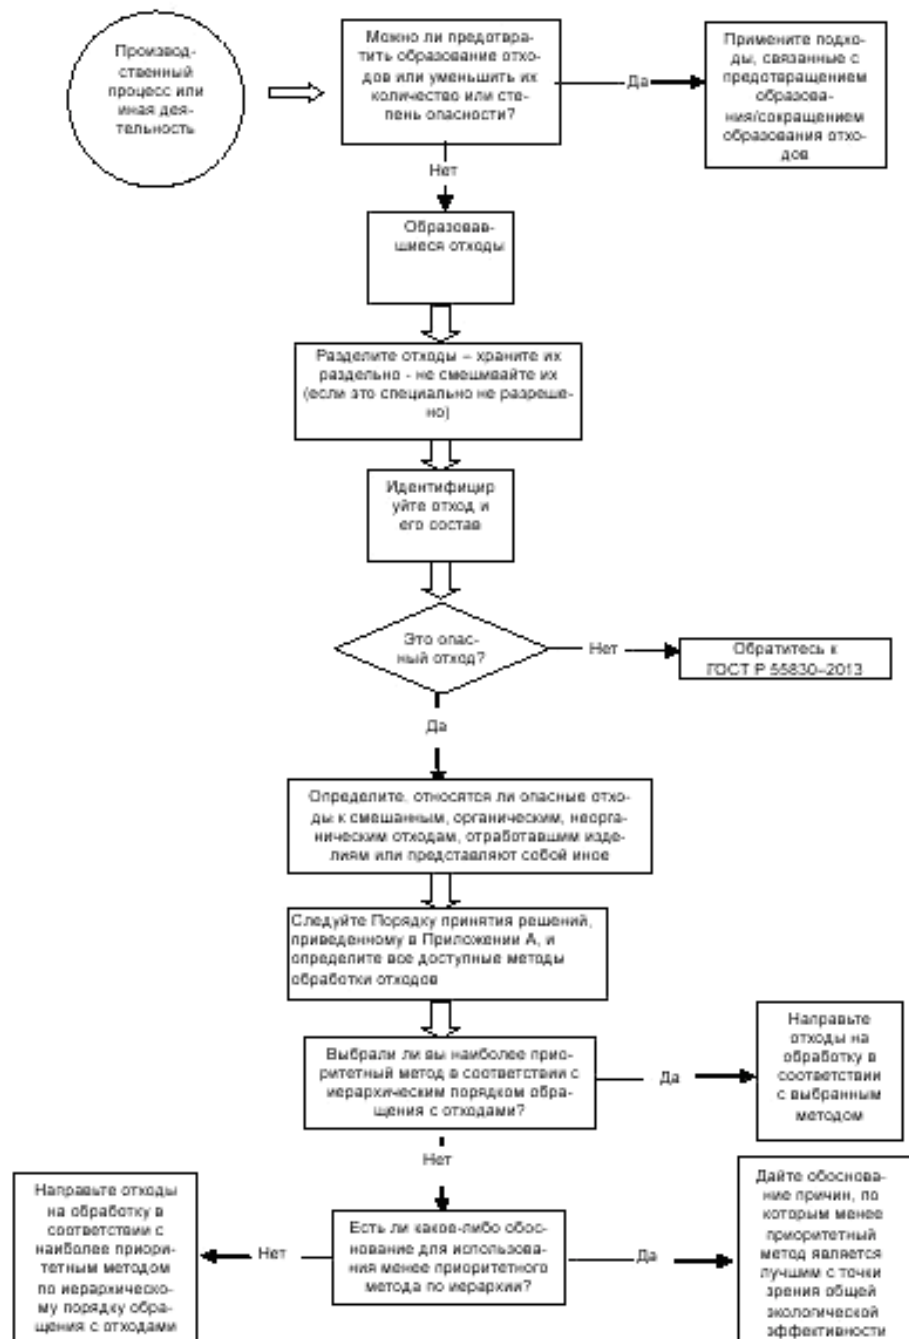 Производ-
ственный
процесс или
иная дея-
тельность
Можно ли предотвра-
тить образование отхо-
дов или уменьшить их
количество или сте-
пень опасности?
Да
Примените подхо-
ды, связанные с
предотвращением
образова-
ния/сокращением
образования отхо-
дов
Нет
Образовав-
шиеся отходы
Разделите отходы – храните их
раздельно - не смешивайте их
(если это специально не разреше-
но)
Идентифицир
уйте отход и
его состав
Это опас-
ный отход?
Нет
Обратитесь к
ГОСТ Р 55830–2013
Да
Определите, относятся ли опасные отхо-
ды к смешанным, органическим, неорга-
ническим отходам, отработавшим изде-
лиям или представляют собой иное
Следуйте Порядку принятия решений,
приведенному в Приложении А, и
определите все доступные методы
обработки отходов
Выбрали ли вы наиболее прио-
ритетный метод в соответствии с
иерархическим порядком обра-
щения с отходами?
Да
Направьте
отходы на
обработку в
соответствии
с выбранным
методом
Нет
Есть ли какое-либо обос-
нование для использова-
ния менее приоритетного
метода по иерархии?
Нет
Направьте отходы
на обработку в
соответствии с
наиболее приори-
тетным методом
по иерархическо-
му порядку обра-
щения с отходами
Да
Дайте обоснова-
ние причин, по
которым менее
приоритетный
метод является
лучшим с точки
зрения общей
экологической
эффективности